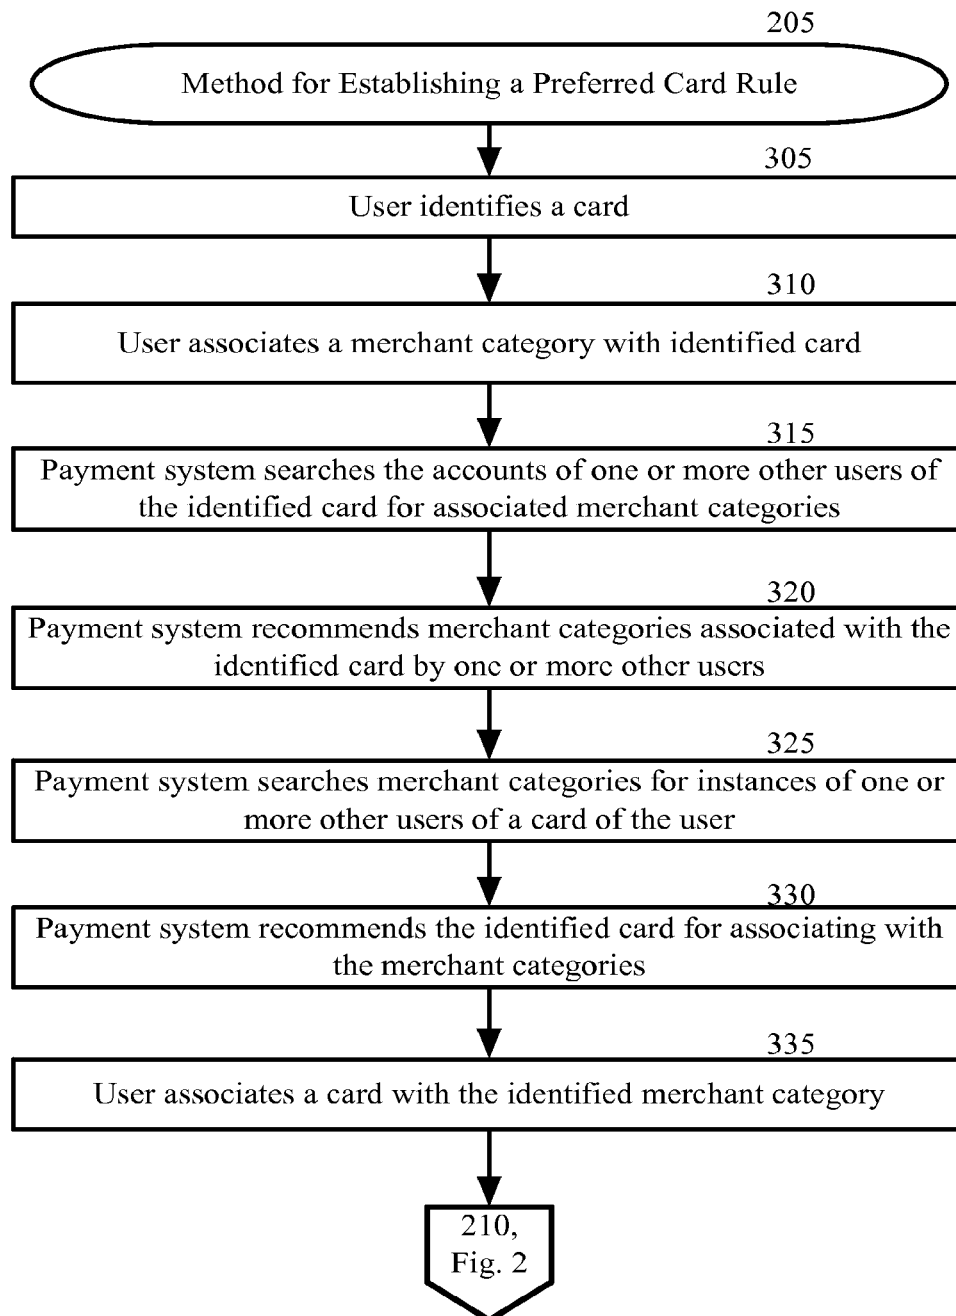 205
Method for Establishing a Preferred Card Rule
305
User identifies a card
310
User associates a merchant category with identified card
315
Payment system searches the accounts of one or more other users of
the identified card for associated merchant categories
320
Payment system recommends merchant categories associated with the
identified card by one or more other users
325
Payment system searches merchant categories for instances of one or
more other users of a card of the user
330
Payment system recommends the identified card for associating with
the merchant categories
335
User associates a card with the identified merchant category
210,
Fig. 2